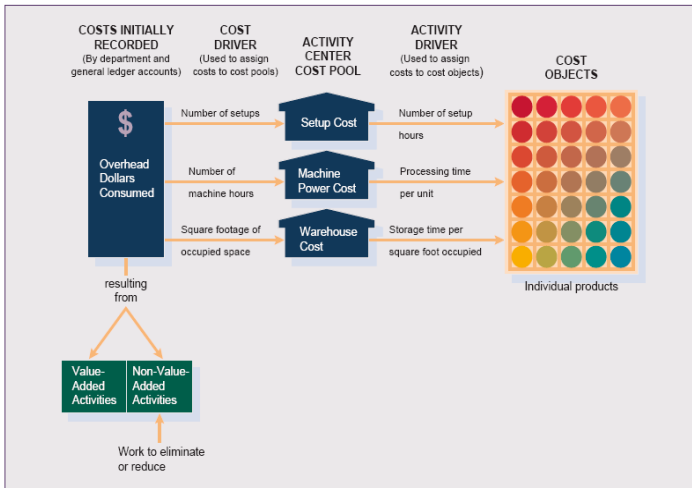 COSTS INITIALLY
RECORDED
(By department and
general ledger accounts)
COST
DRIVER
(Used to assign
costs to cost pools)
ACTIVITY
CENTER
COST POOL
ACTIVITY
DRIVER
(Used to assign
costs to cost objects)
COST
OBJECTS
$
Overhead
Dollars
Consumed
Number of setups
Setup Cost
Number of setup
hours
Number of
machine hours
Machine
Power Cost
Processing time
per unit
Square footage of
occupied space
Warehouse
Cost
Storage time per
square foot occupied
Individual products
resulting
from
Value-
Added
Activities
Non-Value-
Added
Activities
Work to eliminate
or reduce